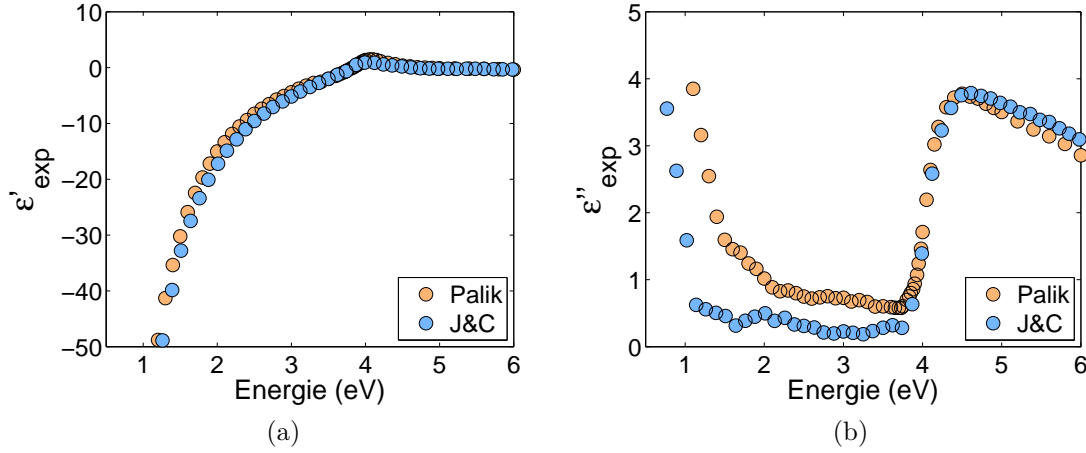 10
0
−10
−20
−30
−40
−50
ε' exp
1 2 3 4 5 6
Energie (eV)
Palik
J&C
(a)
5
4
3
2
1
0
ε'' exp
1 2 3 4 5 6
Energie (eV)
Palik
J&C
(b)